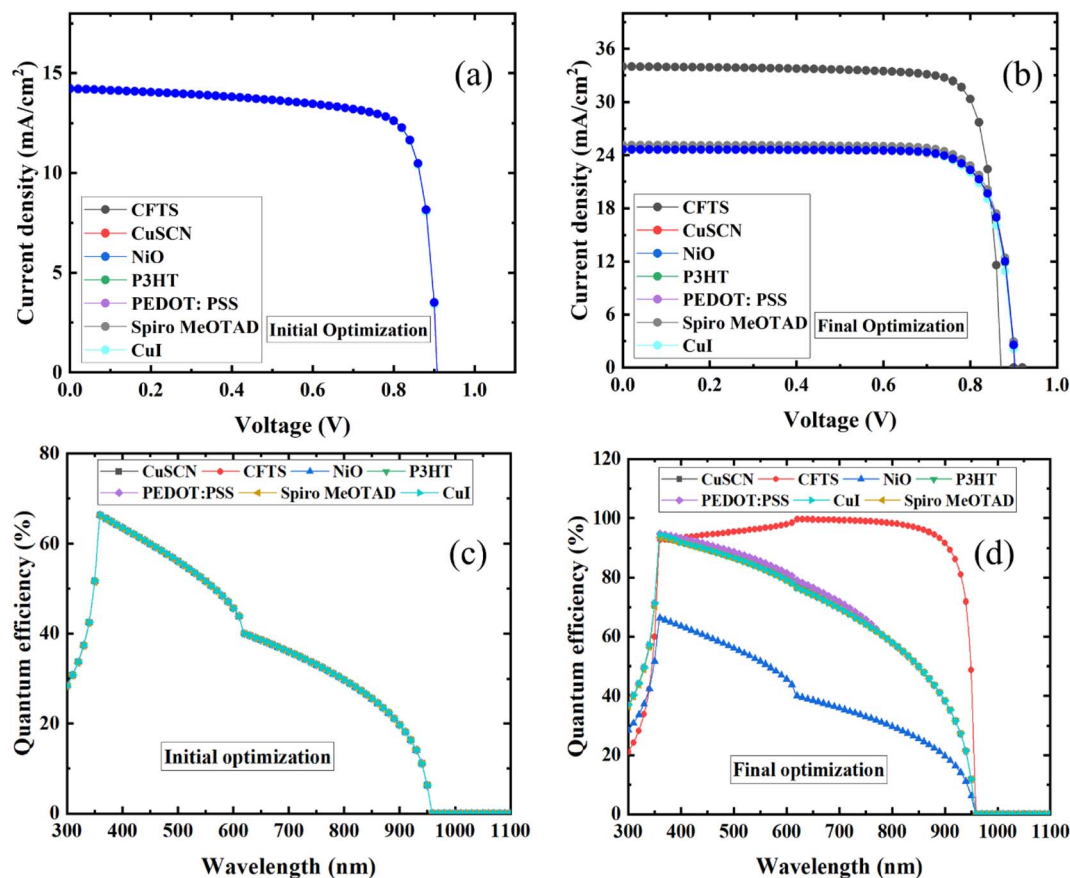 (a)
Current density (mA/cm²)
15
10
5
0
CFTS
CuSCN
NiO
P3HT
PEDOT: PSS
Spiro MeOTAD
CuI
Initial Optimization
0.0 0.2 0.4 0.6 0.8 1.0
Voltage (V)
(b)
Current density (mA/cm²)
36
30
24
18
12
6
0
CFTS
CuSCN
NiO
P3HT
PEDOT: PSS
Spiro MeOTAD
CuI
Final Optimization
0.0 0.2 0.4 0.6 0.8 1.0
Voltage (V)
(c)
Quantum efficiency (%)
80
60
40
20
0
CuSCN CFTS NiO P3HT
PEDOT:PSS Spiro MeOTAD CuI
Initial optimization
300 400 500 600 700 800 900 1000 1100
Wavelength (nm)
(d)
Quantum efficiency (%)
120
100
80
60
40
20
0
CuSCN CFTS NiO P3HT
PEDOT:PSS CuI Spiro MeOTAD
Final optimization
300 400 500 600 700 800 900 1000 1100
Wavelength (nm)